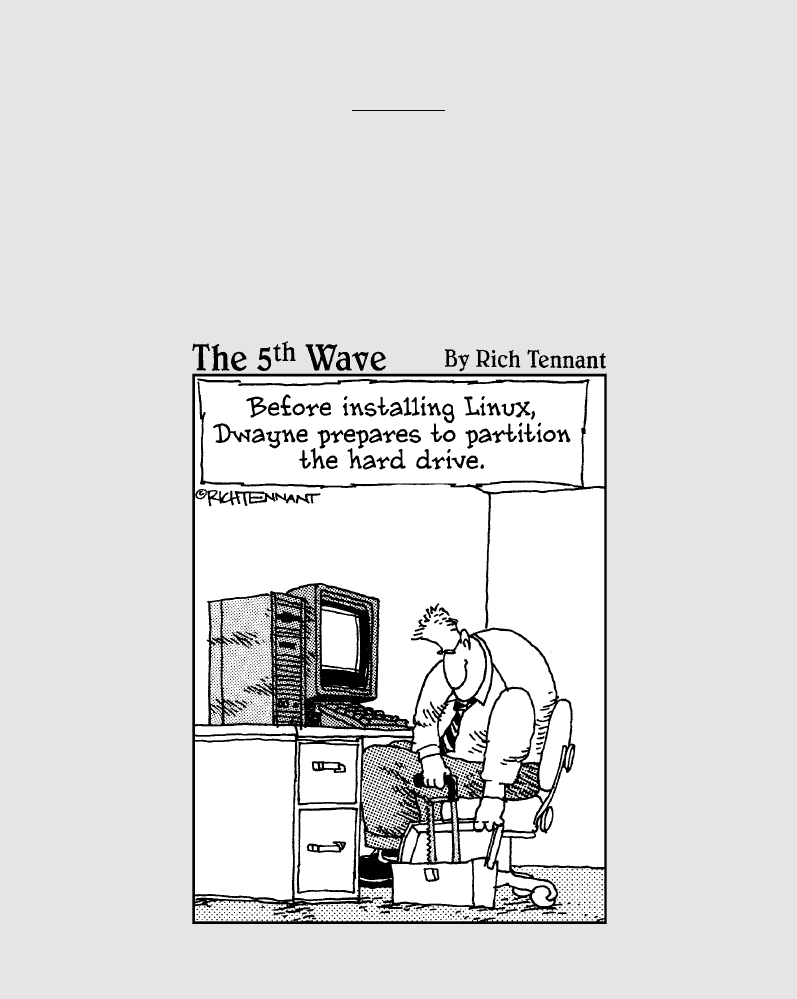 The 5th Wave By Rich Tennant
Before installing Linux,
Dwayne prepares to partition
the hard drive.
©RICHTENNANT